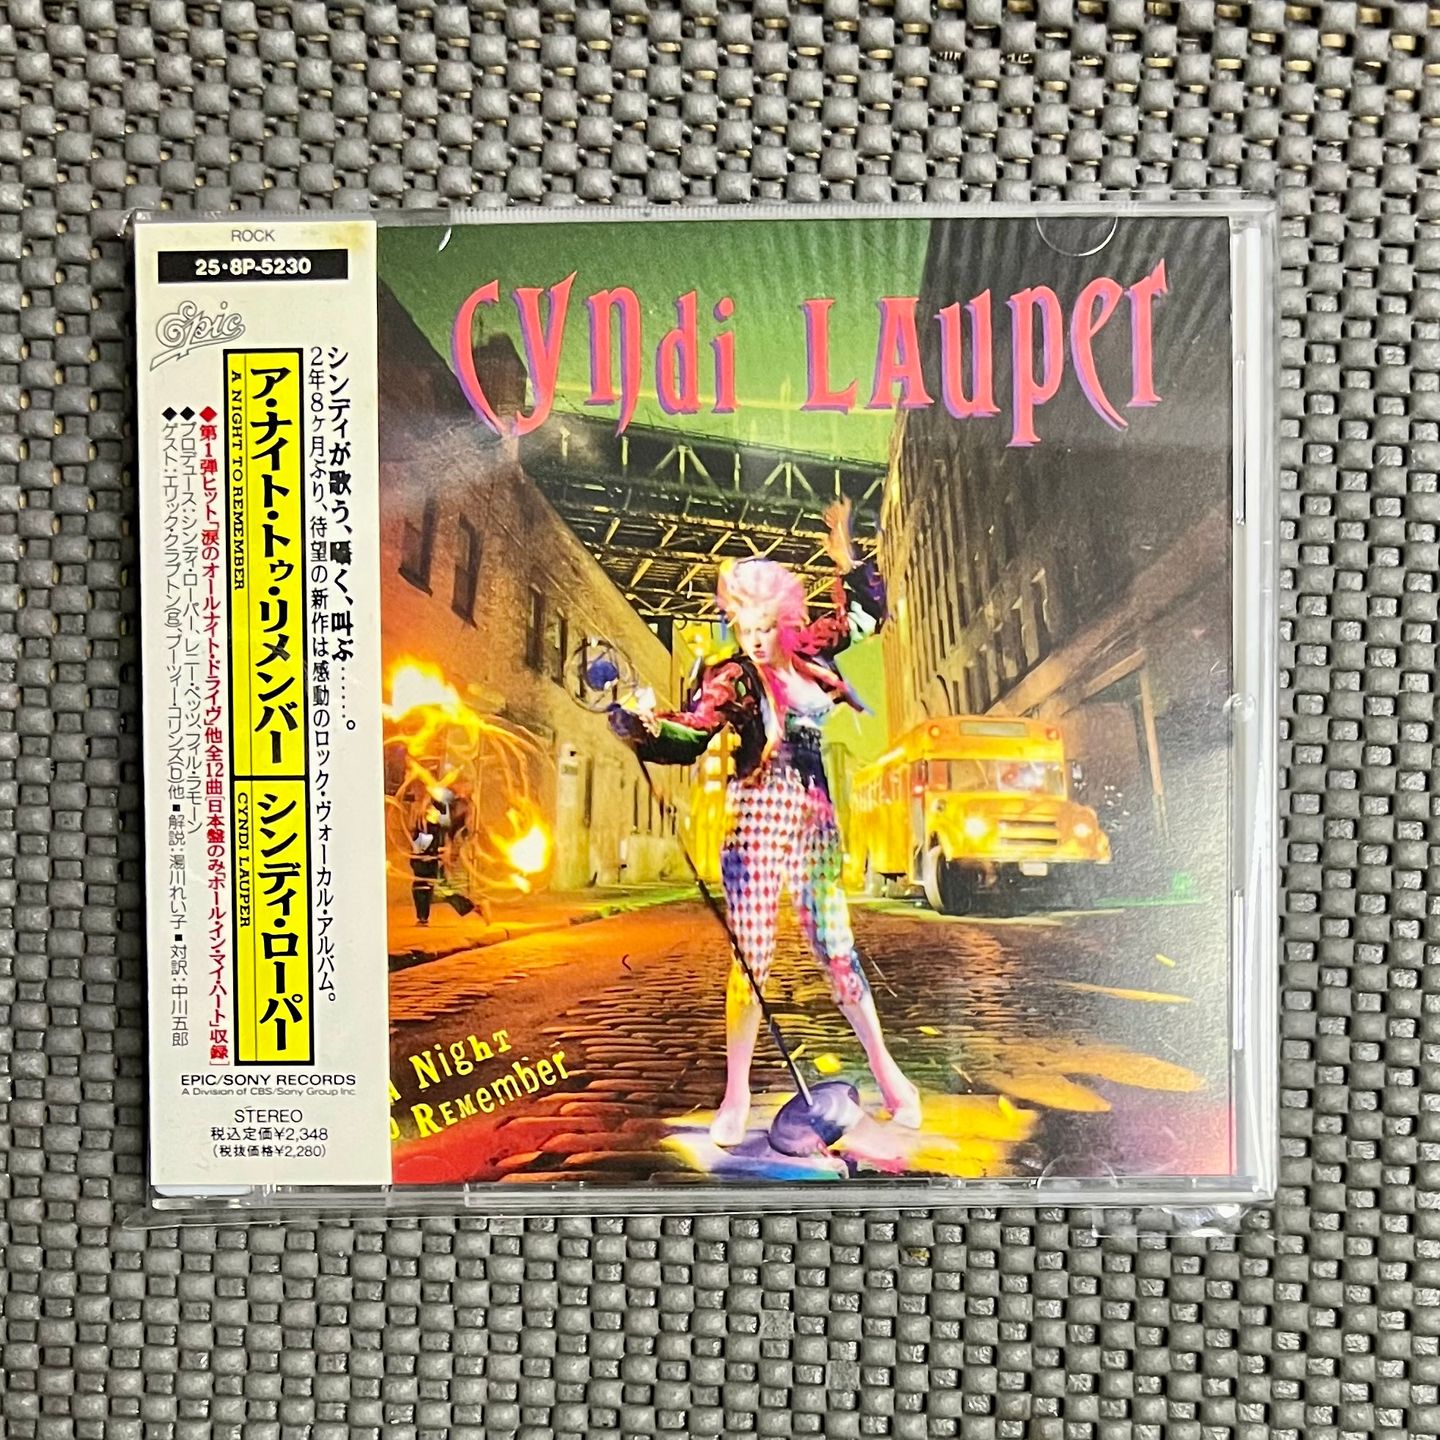 ROCK
25・8P-5230
Epic
シンディが歌う、囁く、叫ぶ……。
2年8ヶ月ぶり、待望の新作は感動のロック・ヴォーカル・アルバム。
ア・ナイト・トゥ・リメンバー
A NIGHT TO REMEMBER
シンディ・ローパー
CYNDI LAUPER
◆第1弾ヒット「涙のオールナイト・ドライヴ」他全12曲[日本盤のみ「ホール・イン・マイ・ハート」収録]
◆プロデュース:シンディ・ローパー、レニー・ペッツ、フィル・ラモーン
◆ゲスト:エリック・クラプトン(g)、ブーツィー・コリンズ(b)他 ■解説:湯川れい子 ■対訳:中川五郎
EPIC/SONY RECORDS
A Division of CBS/Sony Group Inc.
STEREO
税込定価¥2,348
(税抜価格¥2,280)
Cyndi Lauper
A Night
o Remember